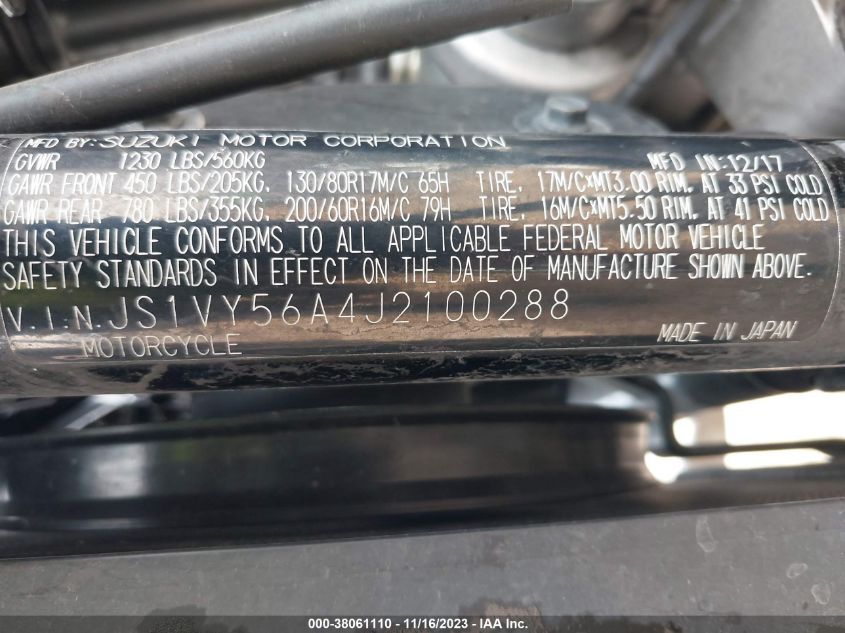 MFD BY: SUZUKI MOTOR CORPORATION
GVWR 1230 LBS/560KG MFD IN: 12/17
GAWR FRONT 450 LBS/205KG. 130/80R17M/C 65H TIRE. 17M/CxMT3.00 RIM. AT 33 PSI COLD
GAWR REAR 780 LBS/355KG. 200/60R16M/C 79H TIRE. 16M/CxMT5.50 RIM. AT 41 PSI COLD
THIS VEHICLE CONFORMS TO ALL APPLICABLE FEDERAL MOTOR VEHICLE
SAFETY STANDARDS IN EFFECT ON THE DATE OF MANUFACTURE SHOWN ABOVE.
V.I.N. JS1VY56A4J2100288
MOTORCYCLE MADE IN JAPAN
000-38061110 - 11/16/2023 - IAA Inc.